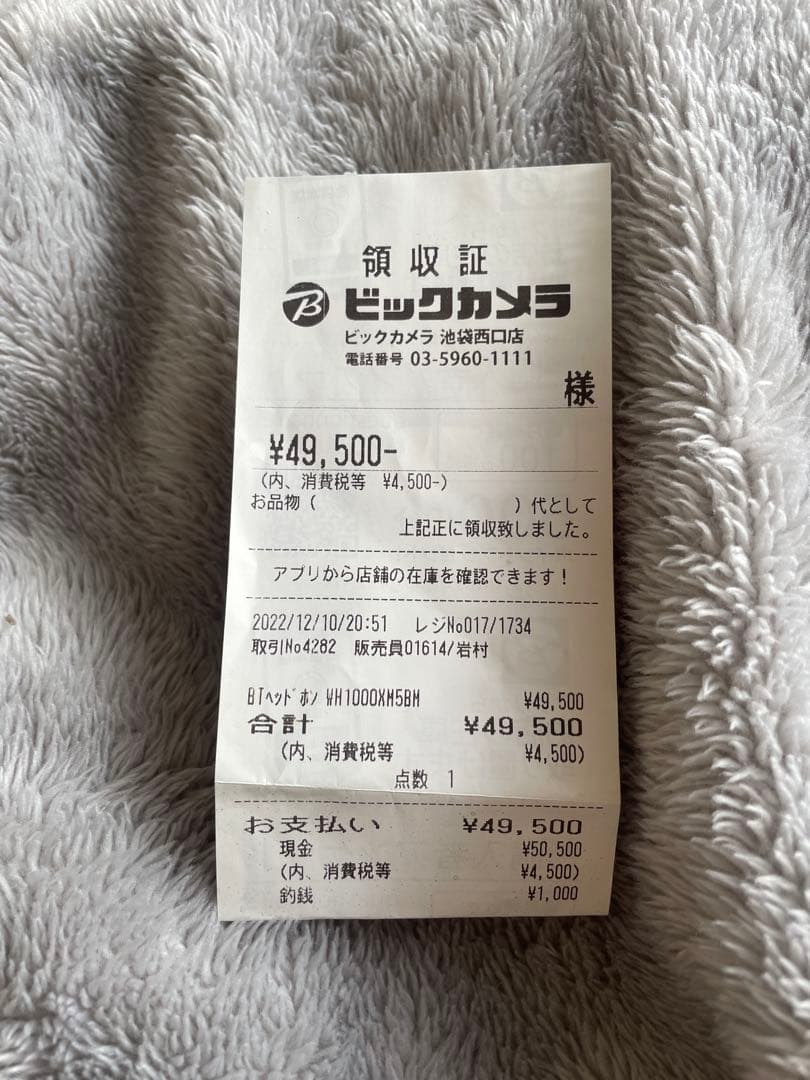 領収証
ビックカメラ
ビックカメラ 池袋西口店
電話番号 03-5960-1111
様
¥49,500-
(内、消費税等 ¥4,500-)
お品物( )代として
上記正に領収致しました。
アプリから店舗の在庫を確認できます!
2022/12/10/20:51 レジNo017/1734
取引No4282 販売員01614/岩村
BTヘッドホン WH1000XM5BM ¥49,500
合計 ¥49,500
(内、消費税等 ¥4,500)
点数 1
お支払い ¥49,500
現金 ¥50,500
(内、消費税等 ¥4,500)
釣銭 ¥1,000